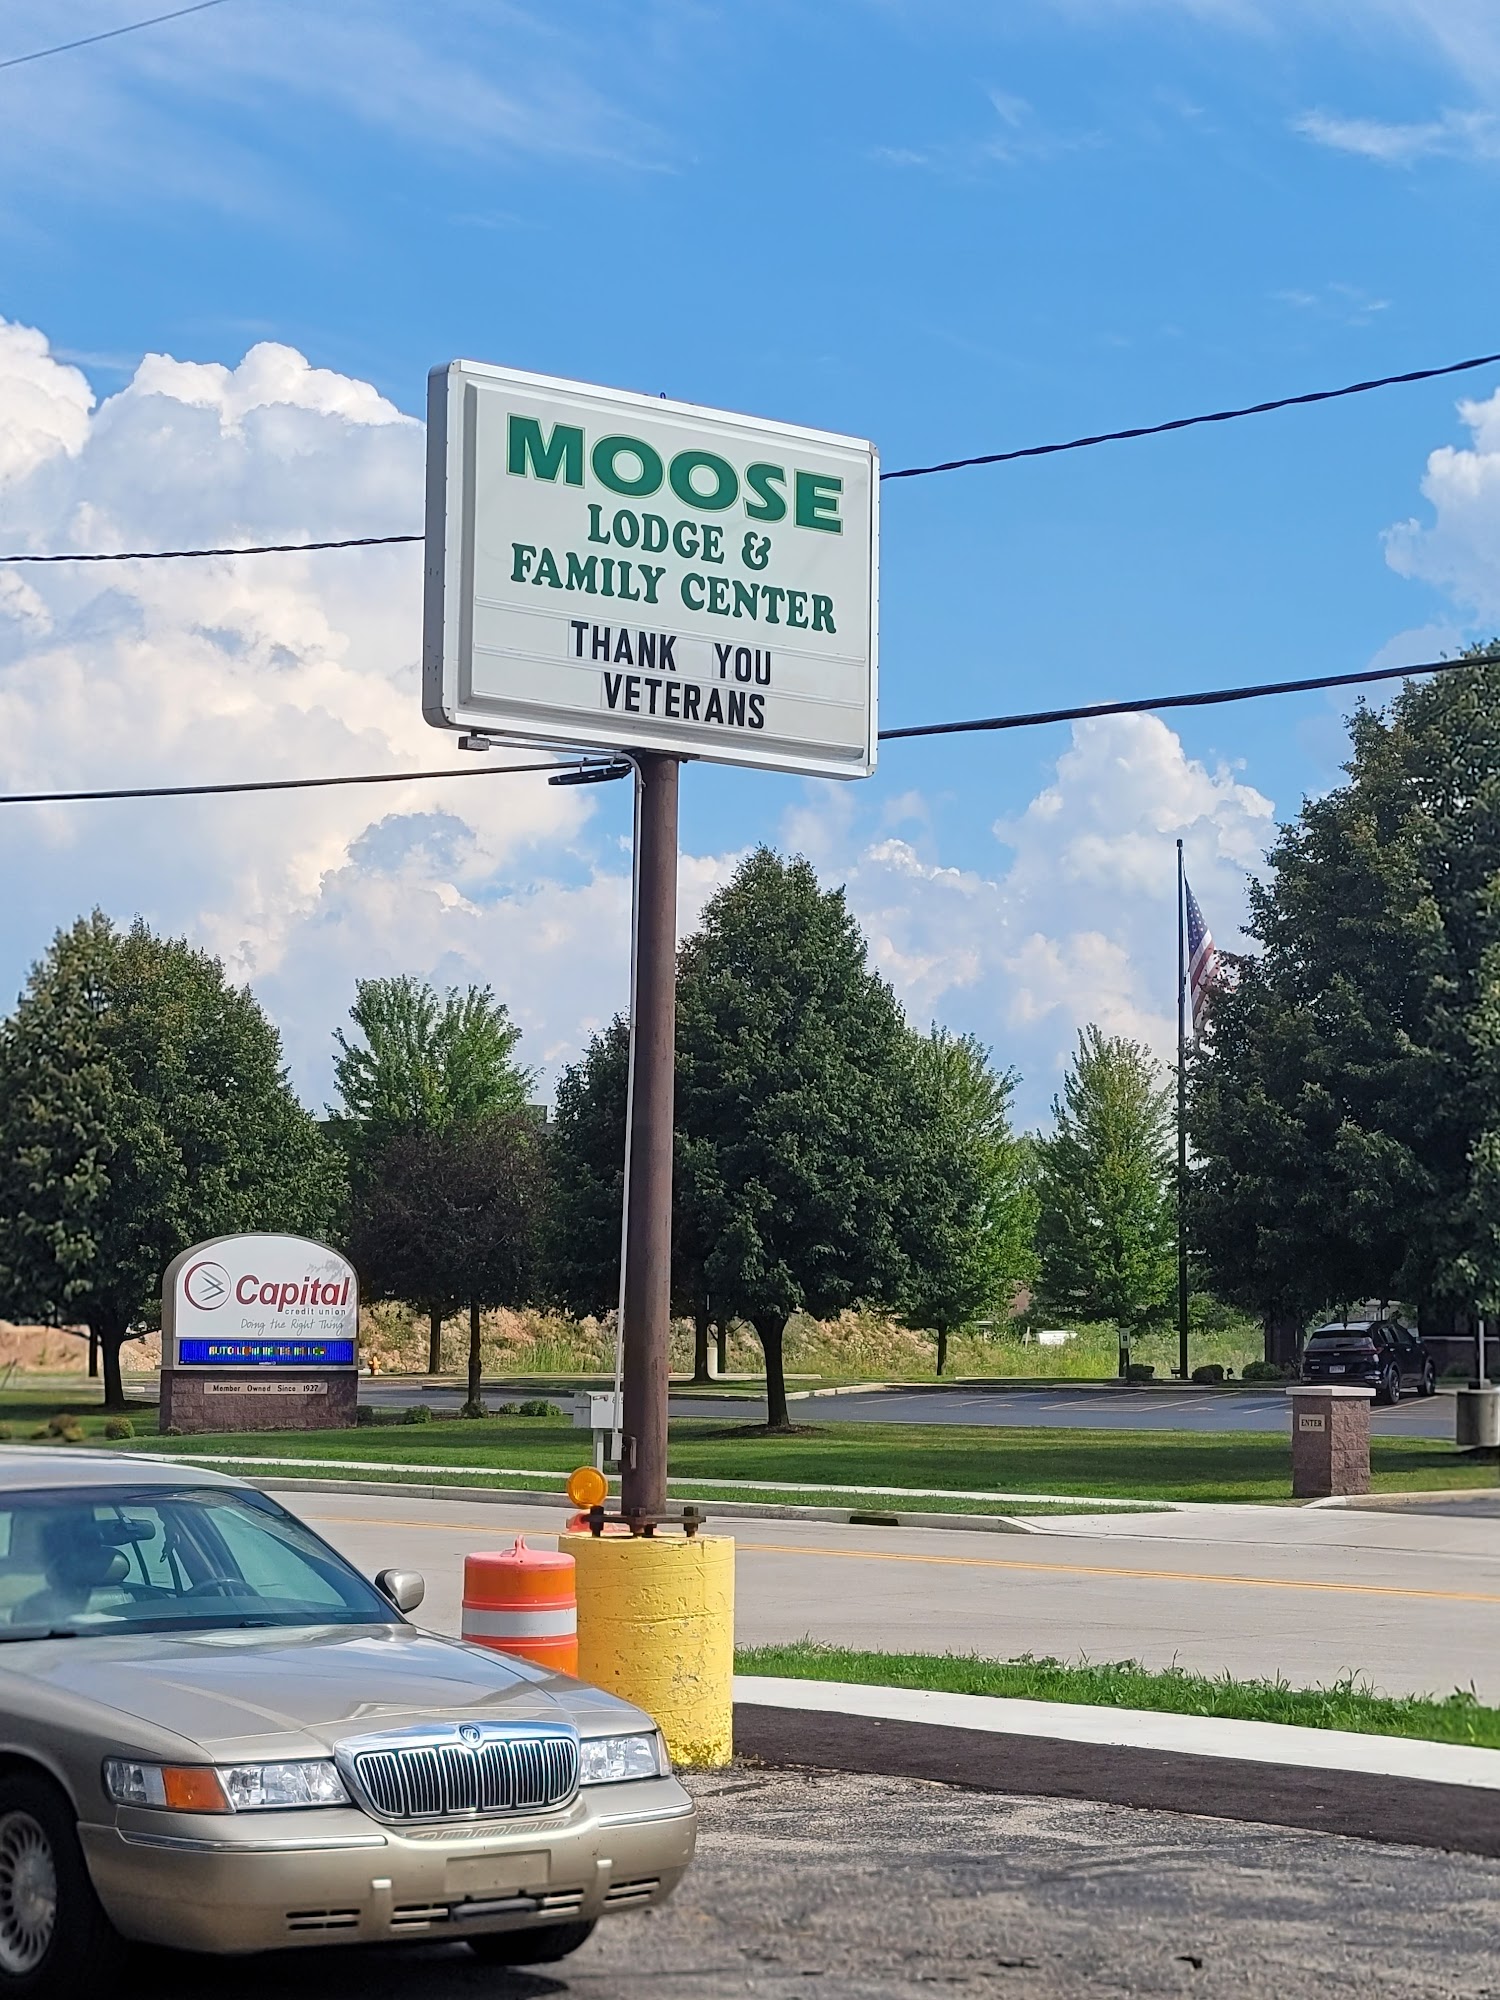 MOOSE
LODGE &
FAMILY CENTER
THANK YOU
VETERANS
Capital
credit union
Doing the Right Thing
Member Owned Since 1927
ENTER